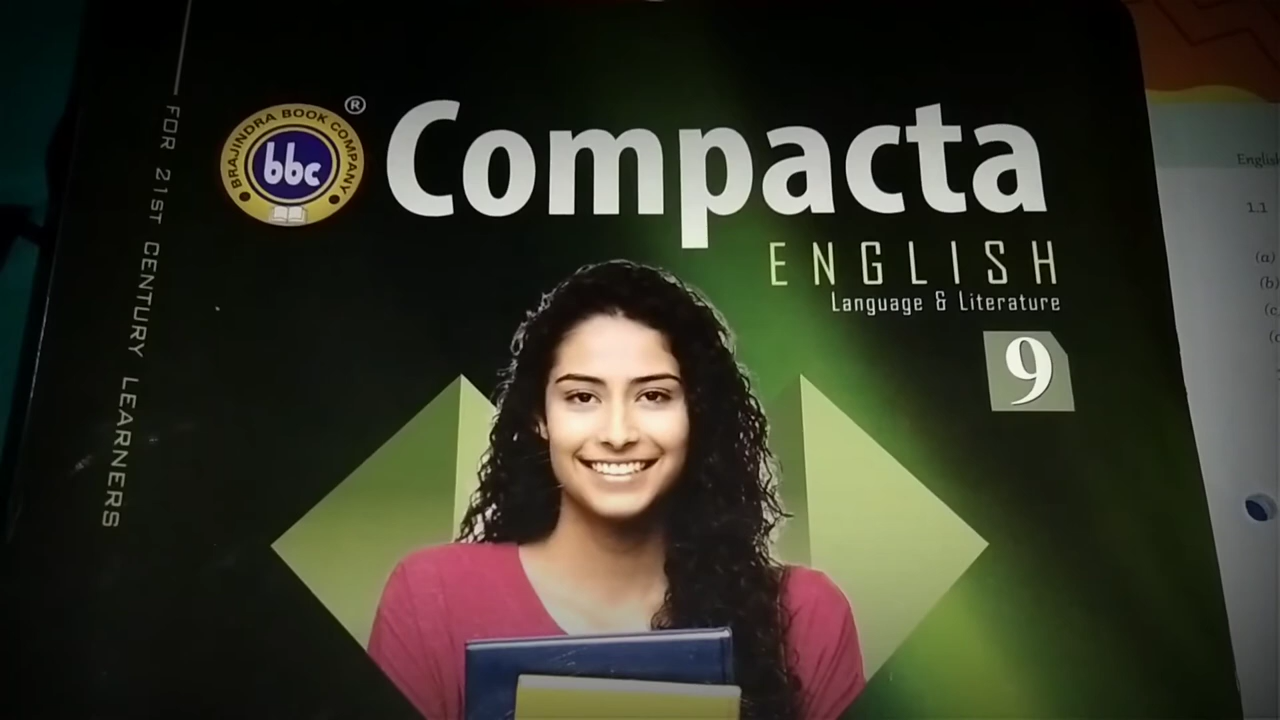 FOR 21ST CENTURY LEARNERS
BRAJINDRA BOOK COMPANY
bbc
®
Compacta
ENGLISH
Language & Literature
9
English
1.1
(a)
(b)